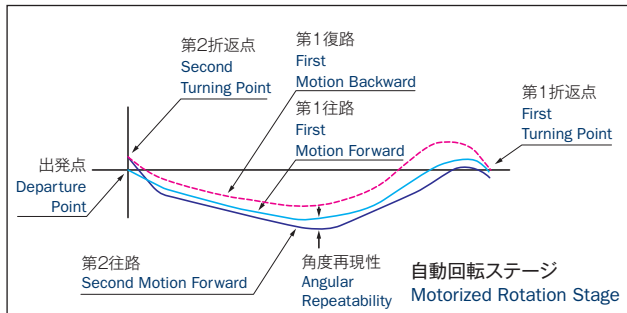 第2折返点
Second
Turning Point
第1復路
First
Motion Backward
第1往路
First
Motion Forward
第1折返点
First
Turning Point
出発点
Departure
Point
第2往路
Second Motion Forward
角度再現性
Angular
Repeatability
自動回転ステージ
Motorized Rotation Stage